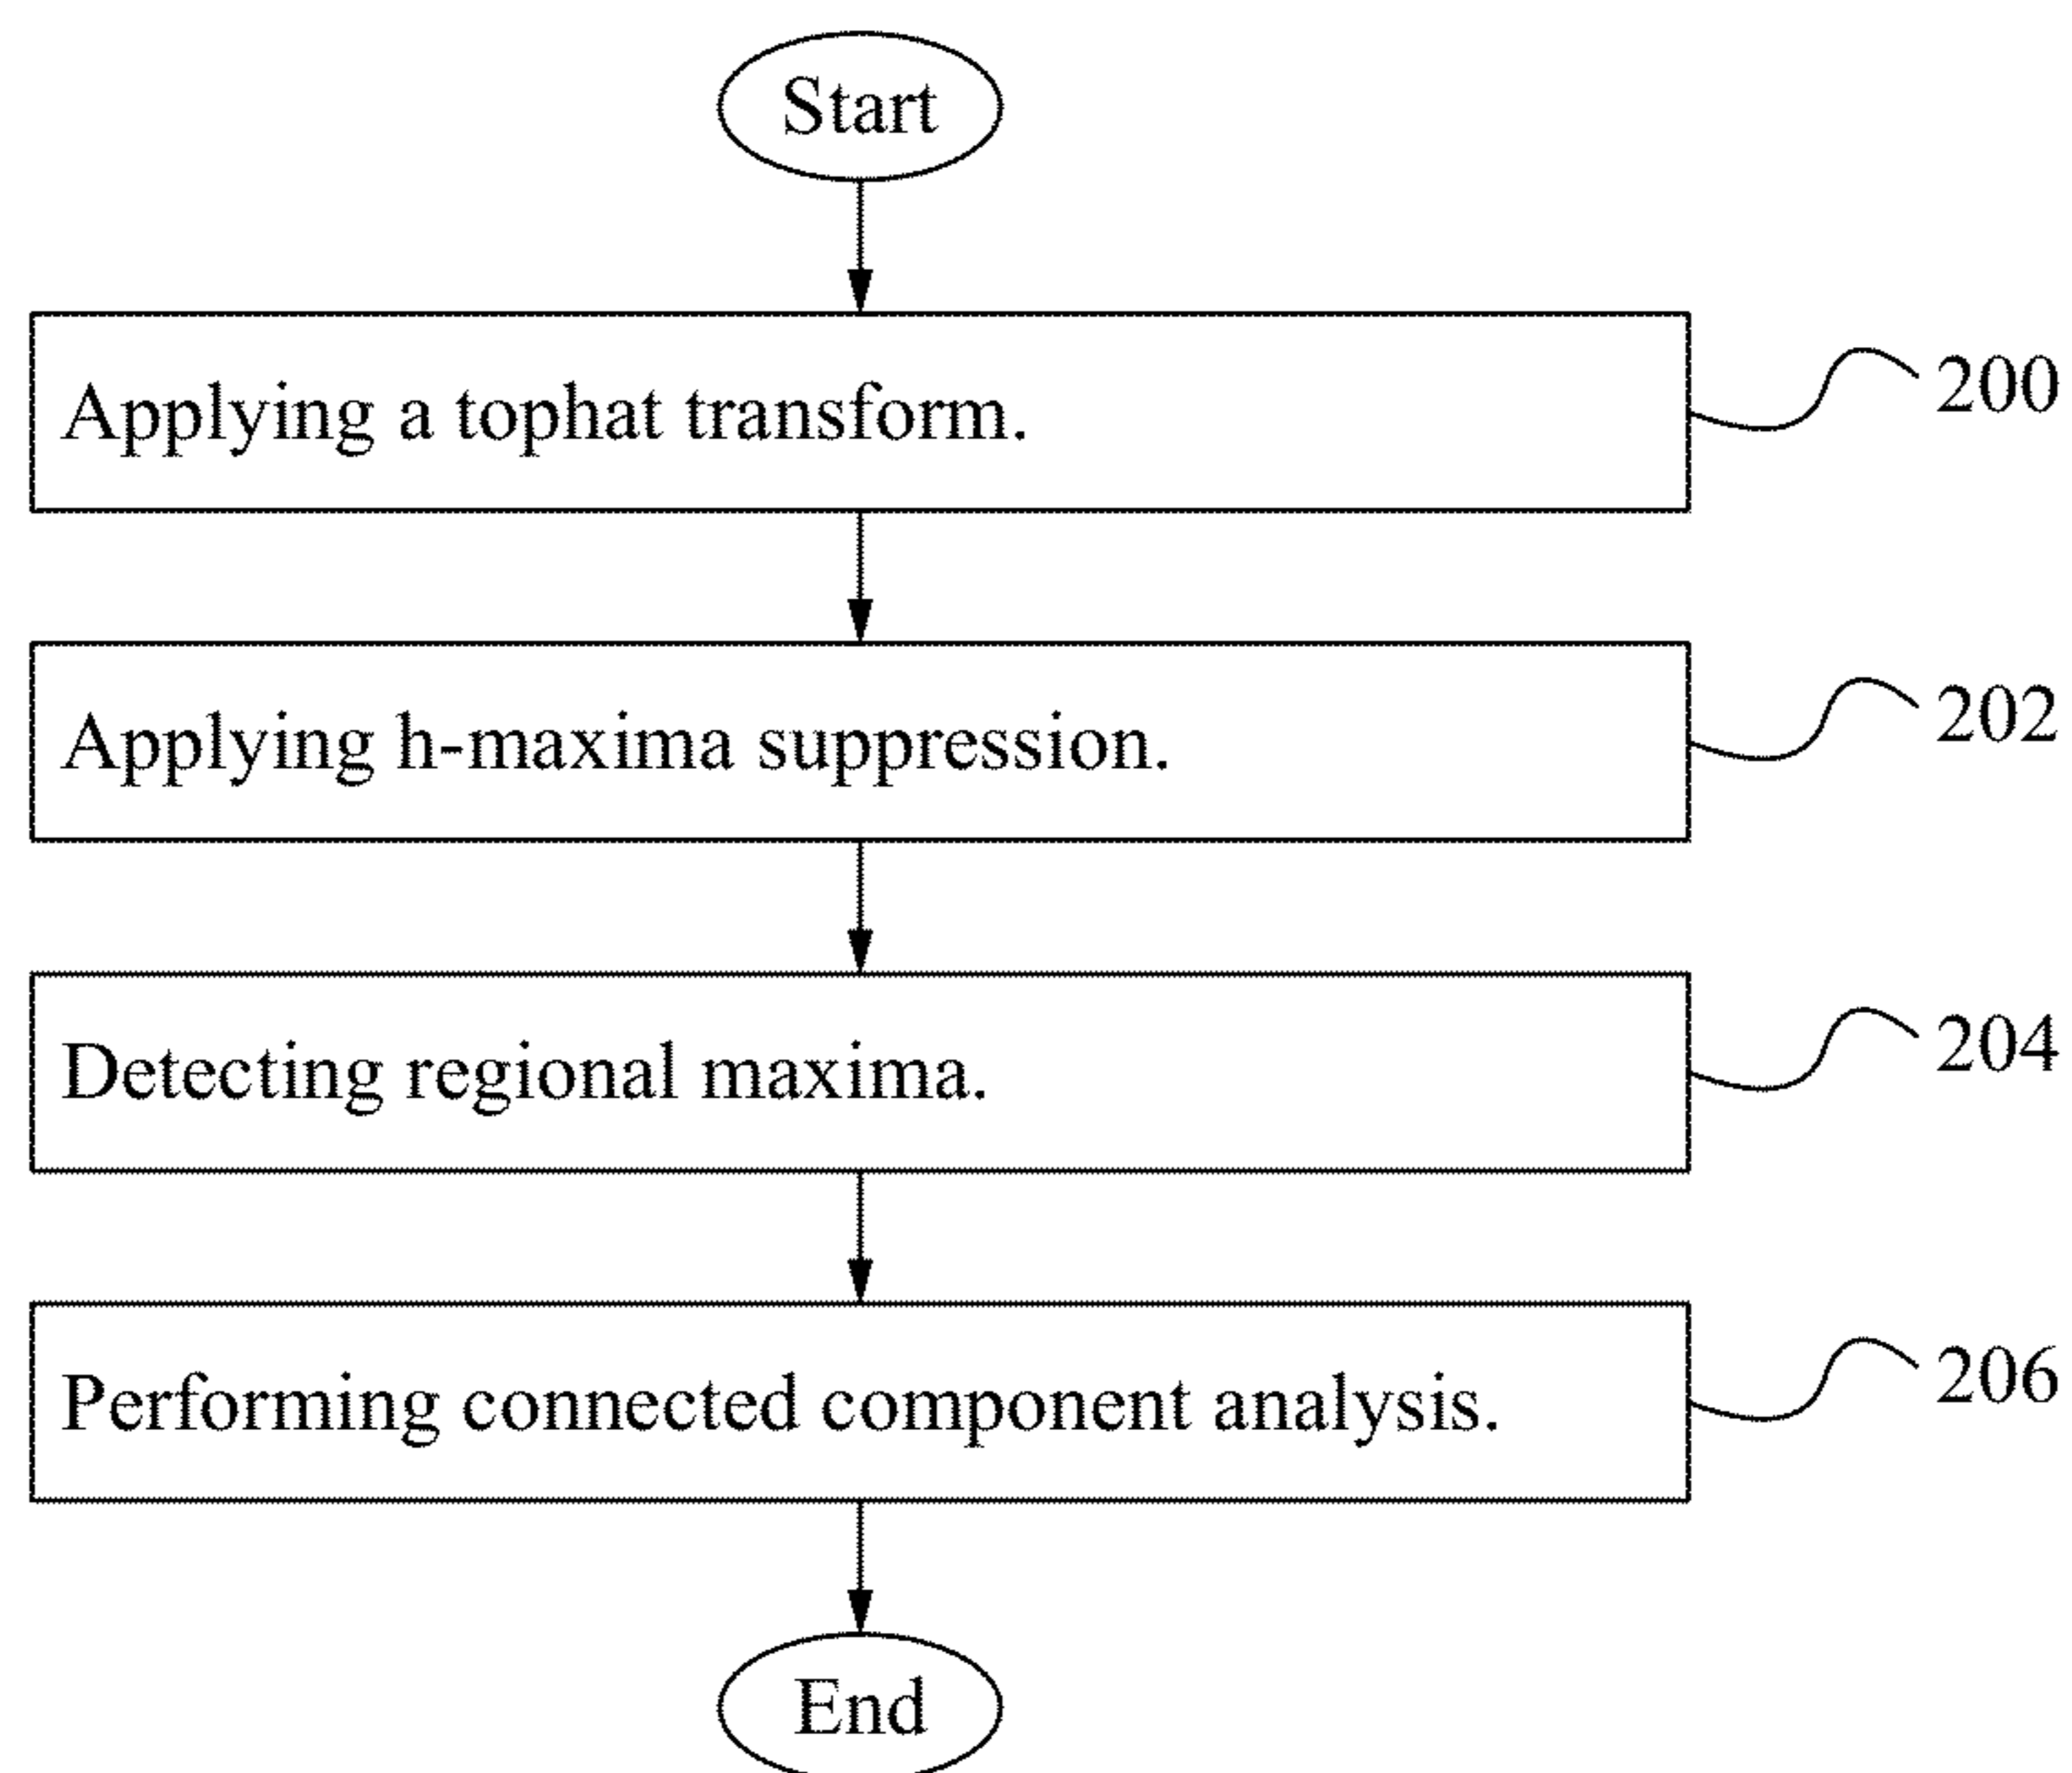 Start
Applying a tophat transform.
200
Applying h-maxima suppression.
202
Detecting regional maxima.
204
Performing connected component analysis.
206
End